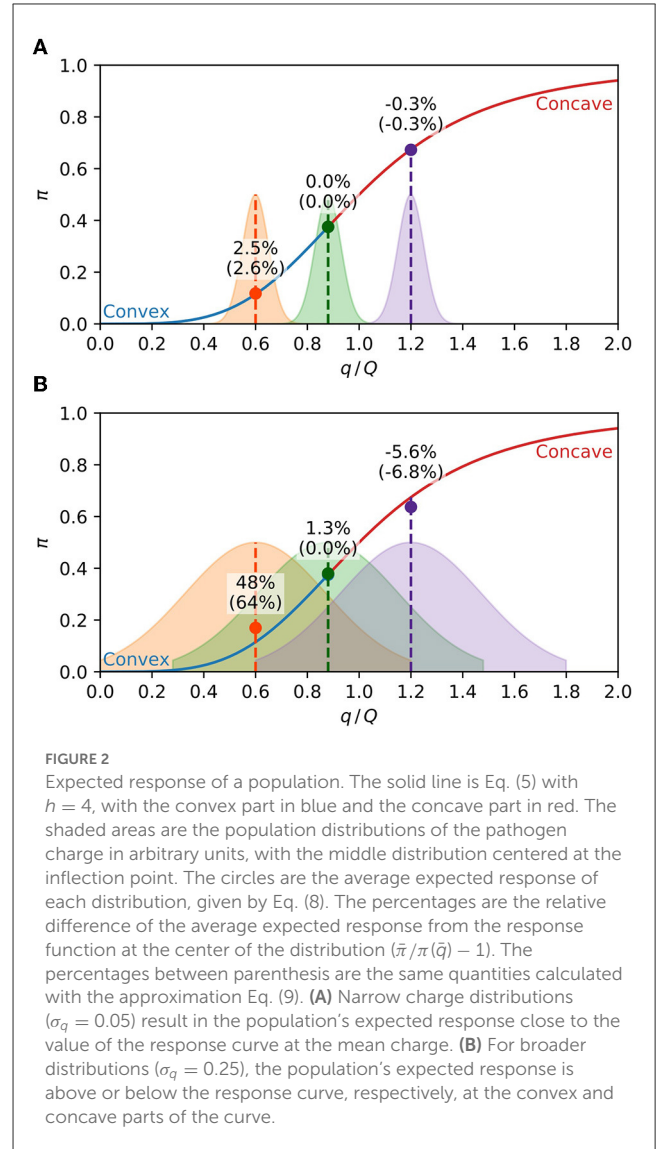 A
1.0
0.8
0.6
0.4
0.2
0.0
π
-0.3%
(-0.3%)
Concave
0.0%
(0.0%)
2.5%
(2.6%)
Convex
0.0 0.2 0.4 0.6 0.8 1.0 1.2 1.4 1.6 1.8 2.0
q/Q
B
1.0
0.8
0.6
0.4
0.2
0.0
π
-5.6%
(-6.8%)
Concave
1.3%
(0.0%)
48%
(64%)
Convex
0.0 0.2 0.4 0.6 0.8 1.0 1.2 1.4 1.6 1.8 2.0
q/Q
FIGURE 2
Expected response of a population. The solid line is Eq. (5) with
h = 4, with the convex part in blue and the concave part in red. The
shaded areas are the population distributions of the pathogen
charge in arbitrary units, with the middle distribution centered at the
inflection point. The circles are the average expected response of
each distribution, given by Eq. (8). The percentages are the relative
difference of the average expected response from the response
function at the center of the distribution (π̄/π(q̄) − 1). The
percentages between parenthesis are the same quantities calculated
with the approximation Eq. (9). (A) Narrow charge distributions
(σq = 0.05) result in the population's expected response close to the
value of the response curve at the mean charge. (B) For broader
distributions (σq = 0.25), the population's expected response is
above or below the response curve, respectively, at the convex and
concave parts of the curve.